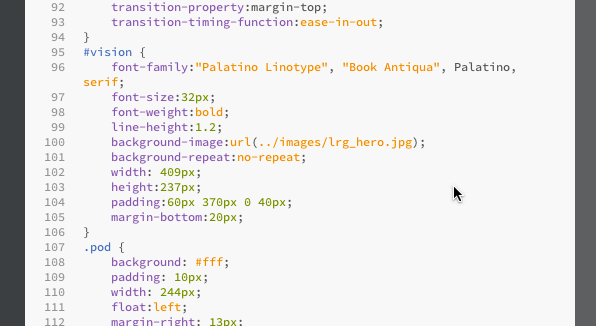 92 transition-property:margin-top;
93 transition-timing-function:ease-in-out;
94 }
95 #vision {
96 font-family:"Palatino Linotype", "Book Antiqua", Palatino,
serif;
97 font-size:32px;
98 font-weight:bold;
99 line-height:1.2;
100 background-image:url(../images/lrg_hero.jpg);
101 background-repeat:no-repeat;
102 width: 409px;
103 height:237px;
104 padding:60px 370px 0 40px;
105 margin-bottom:20px;
106 }
107 .pod {
108 background: #fff;
109 padding: 10px;
110 width: 244px;
111 float:left;
112 margin-right: 13px;